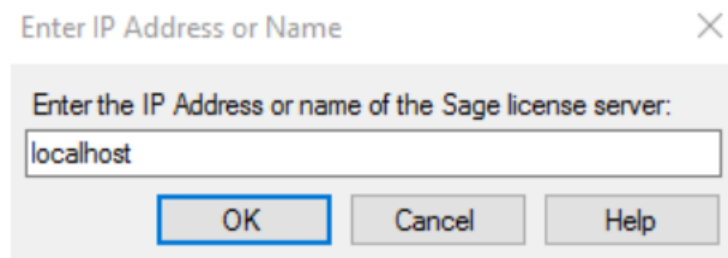 Enter IP Address or Name
Enter the IP Address or name of the Sage license server:
localhost
OK Cancel Help